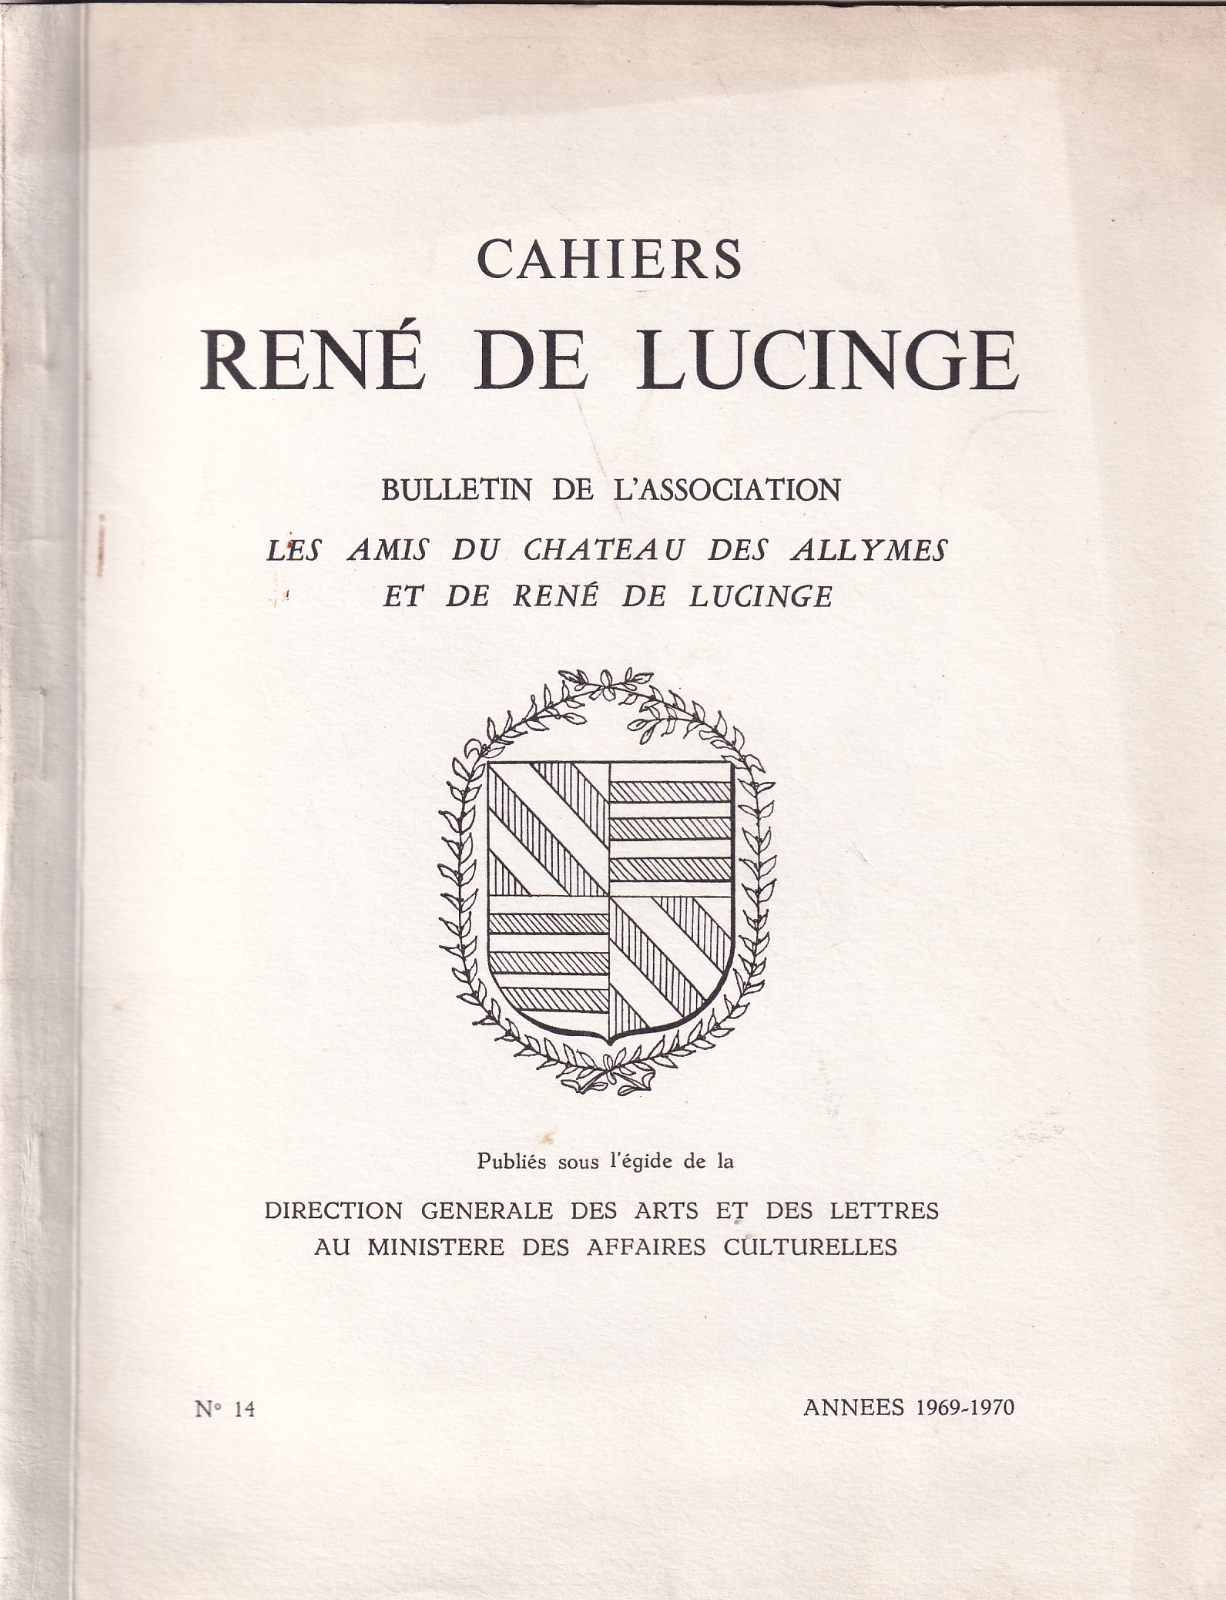 CAHIERS
RENÉ DE LUCINGE
BULLETIN DE L'ASSOCIATION
LES AMIS DU CHATEAU DES ALLYMES
ET DE RENÉ DE LUCINGE
Publiés sous l'égide de la
DIRECTION GENERALE DES ARTS ET DES LETTRES
AU MINISTERE DES AFFAIRES CULTURELLES
N° 14
ANNEES 1969-1970